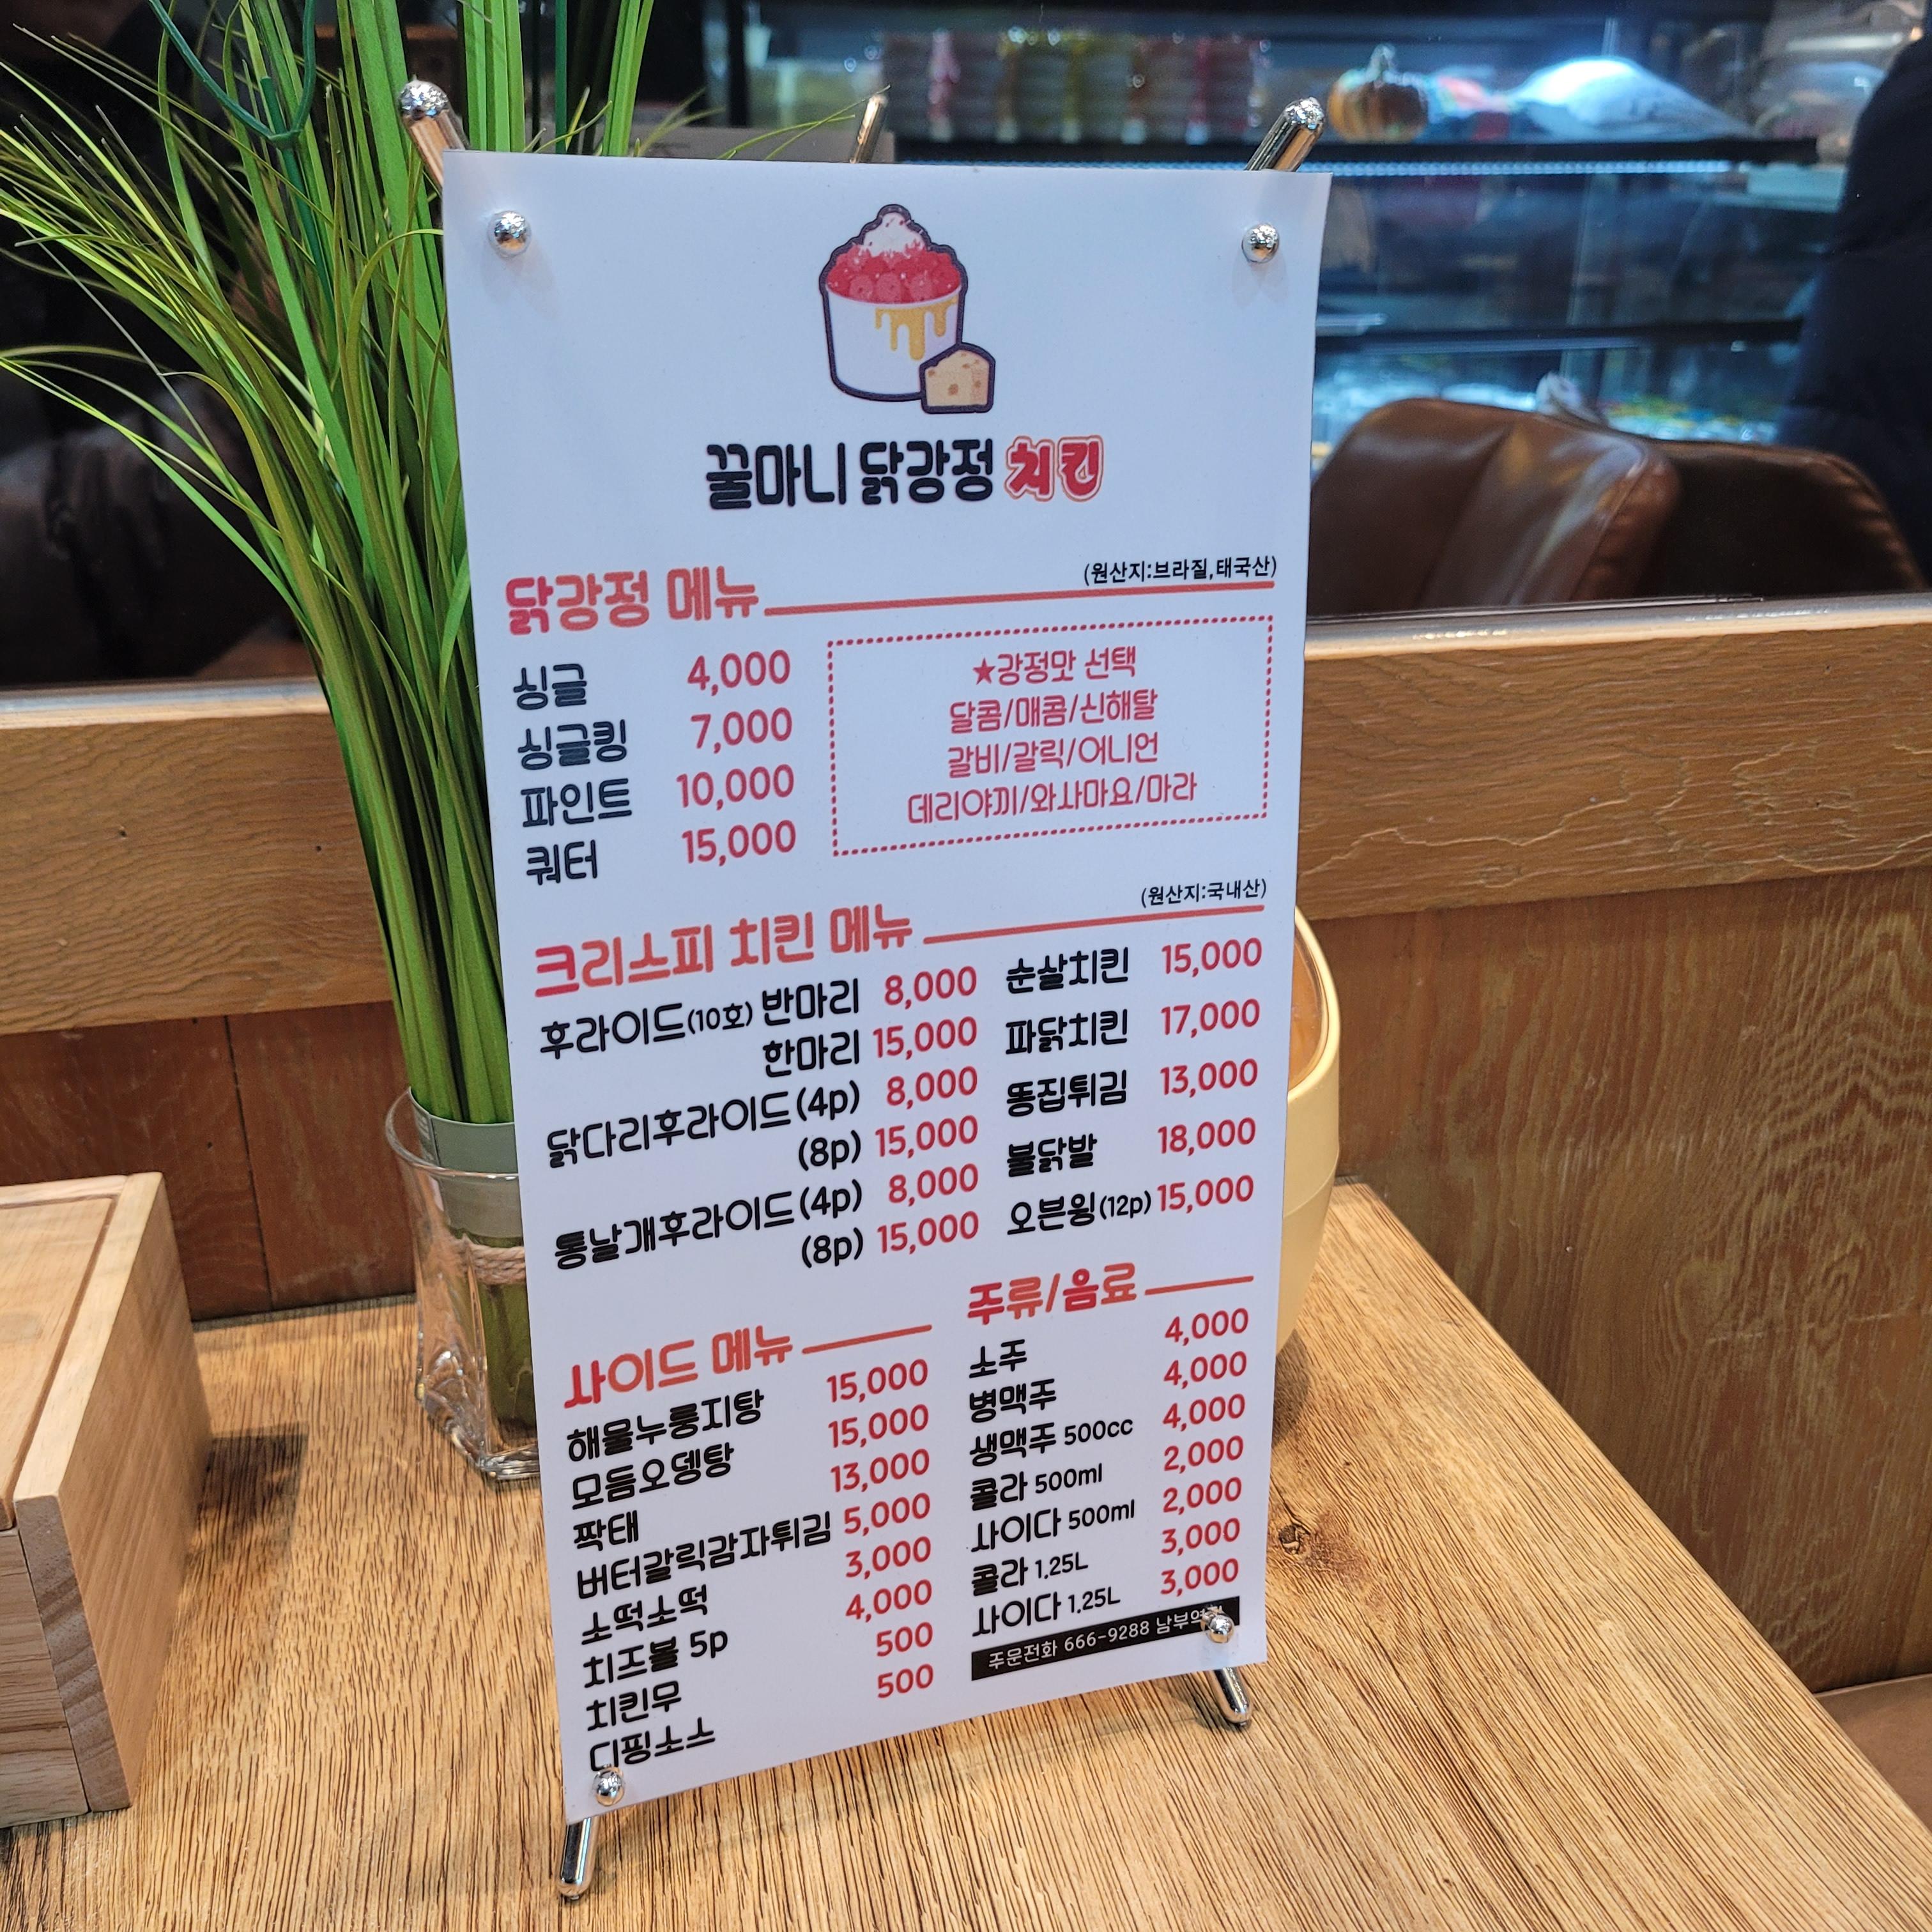 꿀마니 닭강정 치킨
닭강정 메뉴 (원산지:브라질,태국산)
싱글 4,000
싱글킹 7,000
파인트 10,000
쿼터 15,000
★강정맛 선택
달콤/매콤/신해탈
갈비/갈릭/어니언
데리야끼/와사마요/마라
크리스피 치킨 메뉴 (원산지:국내산)
후라이드(10호) 반마리 8,000
한마리 15,000
닭다리후라이드(4p) 8,000
(8p) 15,000
통날개후라이드(4p) 8,000
(8p) 15,000
순살치킨 15,000
파닭치킨 17,000
똥집튀김 13,000
불닭발 18,000
오븐윙(12p) 15,000
사이드 메뉴
해물누룽지탕 15,000
모듬오뎅탕 15,000
짝태 13,000
버터갈릭감자튀김 5,000
소떡소떡 3,000
치즈볼 5p 4,000
치킨무 500
디핑소스 500
주류/음료
소주 4,000
병맥주 4,000
생맥주 500cc 4,000
콜라 500ml 2,000
사이다 500ml 2,000
콜라 1.25L 3,000
사이다 1.25L 3,000
주문전화 666-9288